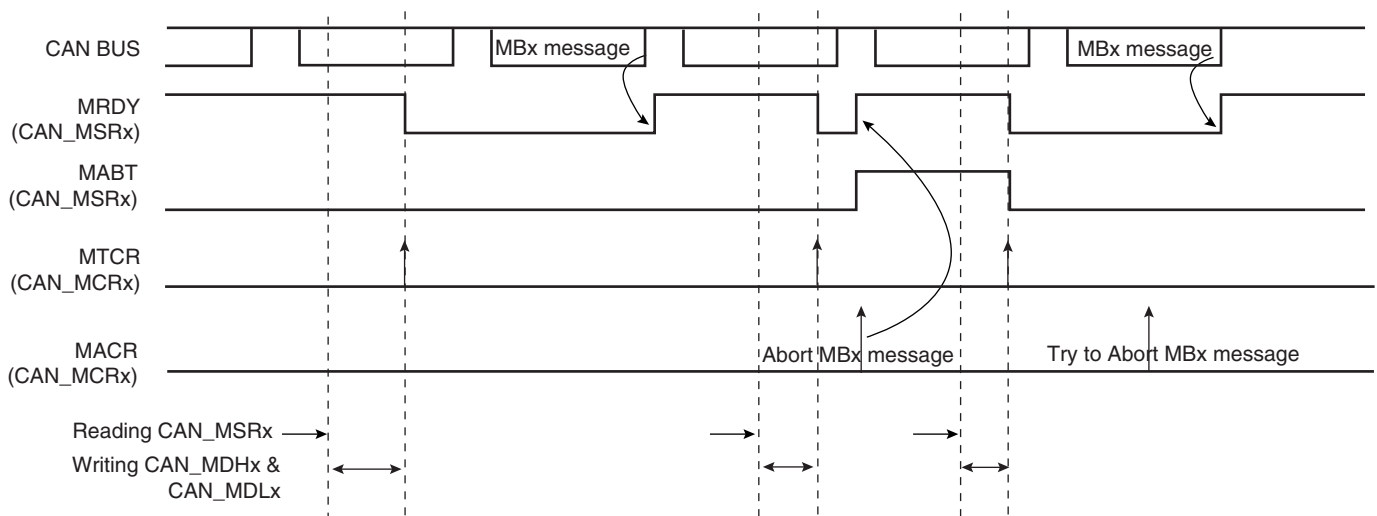 CAN BUS
MBx message
MBx message
MRDY
(CAN_MSRx)
MABT
(CAN_MSRx)
MTCR
(CAN_MCRx)
MACR
(CAN_MCRx)
Abort MBx message
Try to Abort MBx message
Reading CAN_MSRx
Writing CAN_MDHx &
CAN_MDLx